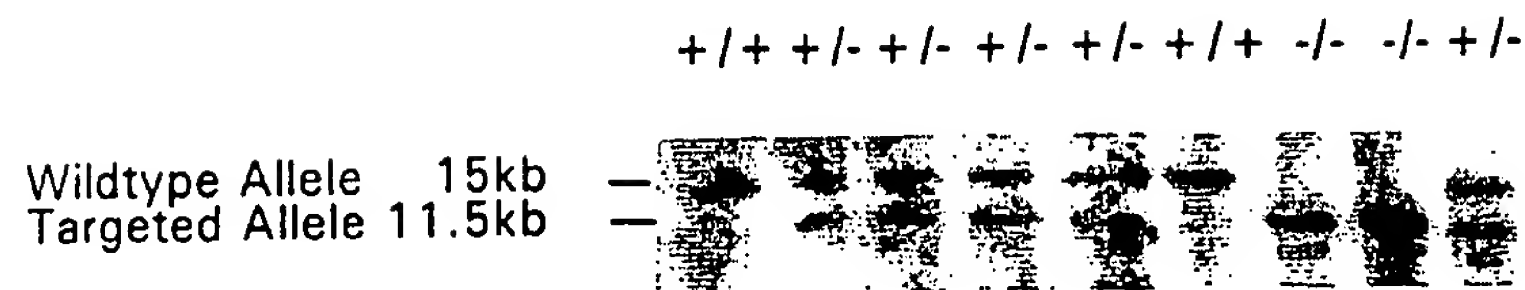 +/+ +/- +/- +/- +/- +/+ -/- -/- +/-
Wildtype Allele 15kb
Targeted Allele 11.5kb